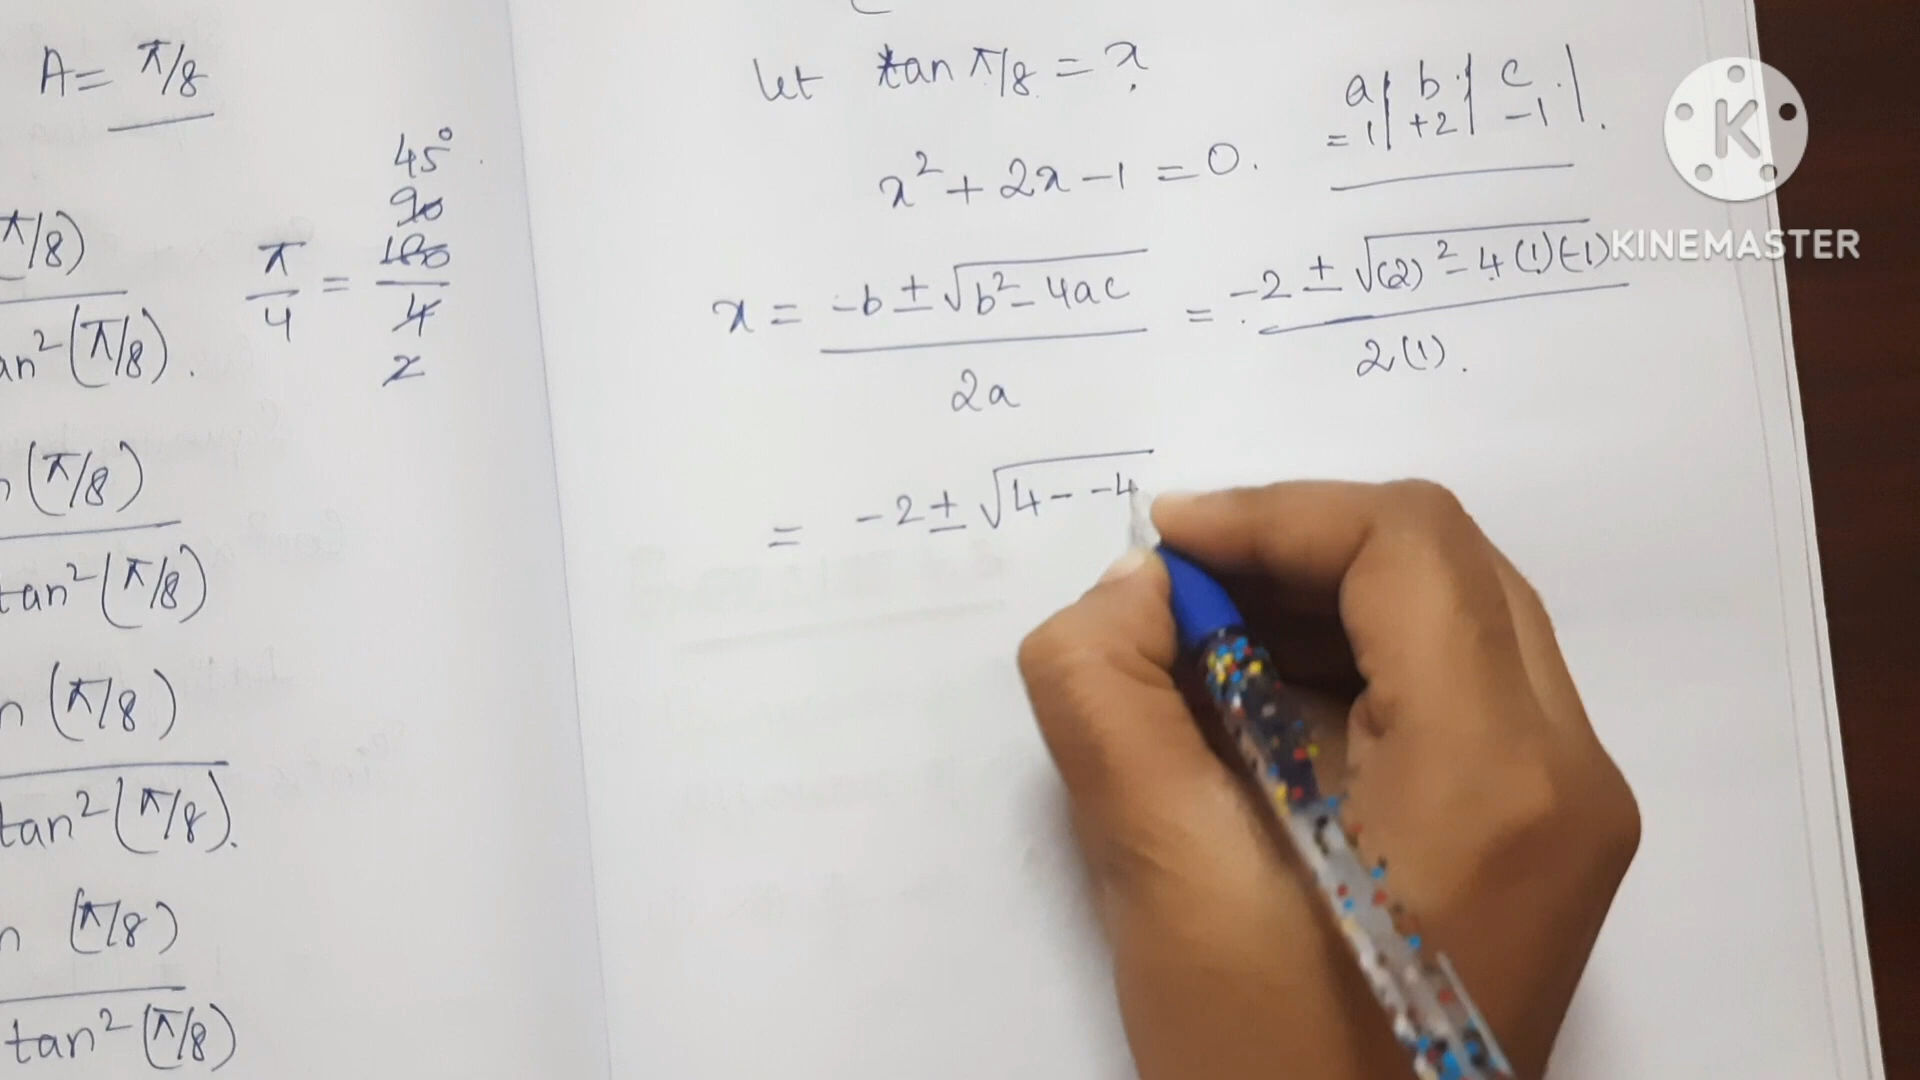 A = π/8
45°
90
π/8)
π/4 = 180/4
2
tan²(π/8).
(π/8)
tan²(π/8)
n (π/8)
tan²(π/8).
n (π/8)
tan²(π/8)
let tan π/8 = x.
a | b. | c. |
= 1 | +2 | -1 | .
x² + 2x - 1 = 0.
x = -b ± √b² - 4ac / 2a = -2 ± √(2)² - 4(1)(-1) / 2(1).
= -2 ± √4 - -4
K
KINEMASTER